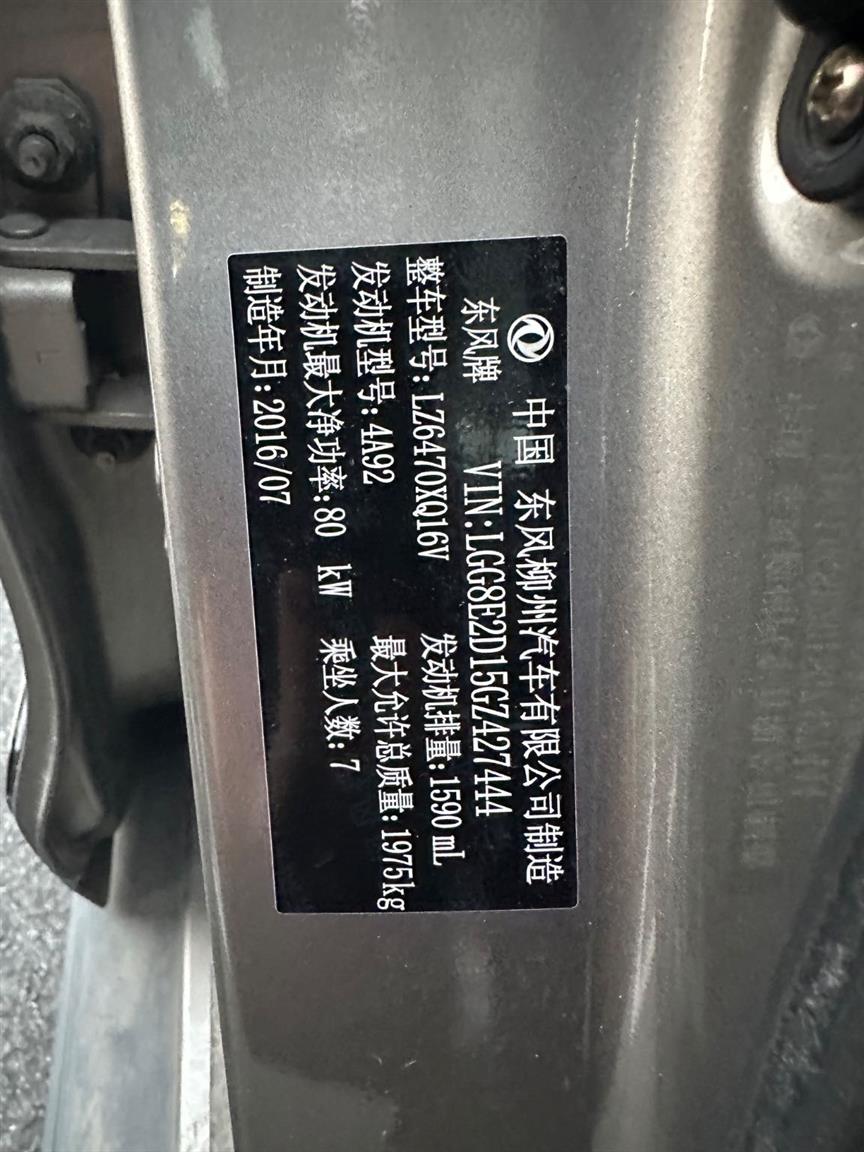 中国 东风柳州汽车有限公司制造
东风牌 VIN:LGG8E2D15GZ427444
整车型号:LZ6470XQ16V 发动机排量:1590 mL
发动机型号:4A92 最大允许总质量:1975kg
发动机最大净功率:80 kW 乘坐人数:7
制造年月:2016/07